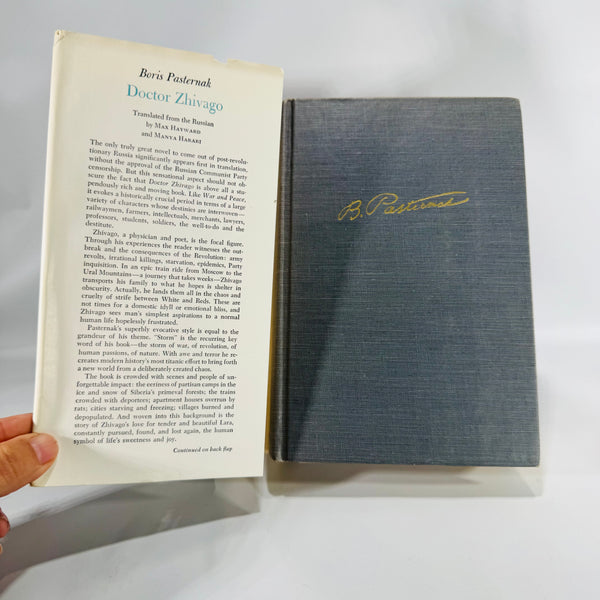 Boris Pasternak
Doctor Zhivago
Translated from the Russian
by Max Hayward
and Manya Harari
The only truly great novel to come out of post-revolu-
tionary Russia significantly appears first in translation,
without the approval of the Russian Communist Party
censors. But this sensational aspect should not ob-
scure the fact that Doctor Zhivago is above all a stu-
pendously rich and moving book. Like War and Peace,
it evokes a historically crucial period in terms of a large
variety of characters whose destinies are interwoven—
railwaymen, farmers, intellectuals, merchants, lawyers,
professors, students, soldiers, the well-to-do and the
destitute.
Zhivago, a physician and poet, is the focal figure.
Through his experiences the reader witnesses the out-
break and the consequences of the Revolution: army
revolts, irrational killings, starvation, epidemics, Party
inquisition. In an epic train ride from Moscow to the
Ural Mountains—a journey that takes weeks—Zhivago
transports his family to what he hopes is shelter in
obscurity. Actually, he lands them all in the chaos and
cruelty of strife between White and Reds. These are
not times for a domestic idyll or emotional bliss, and
Zhivago sees man's simplest aspirations to a normal
human life hopelessly frustrated.
Pasternak's superbly evocative style is equal to the
grandeur of his theme. "Storm" is the recurring key
word of his book—the storm of war, of revolution, of
human passions, of nature. With awe and terror he re-
creates modern history's most titanic effort to bring forth
a new world from a deliberately created chaos.
The book is crowded with scenes and people of un-
forgettable impact: the eeriness of partisan camps in the
ice and snow of Siberia's primeval forests; the trains
crowded with deportees; apartment houses overrun by
rats; cities starving and freezing; villages burned and
depopulated. And woven into this background is the
story of Zhivago's love for tender and beautiful Lara,
constantly pursued, found, and lost again, the human
symbol of life's sweetness and joy.
Continued on back flap
B. Pasternak